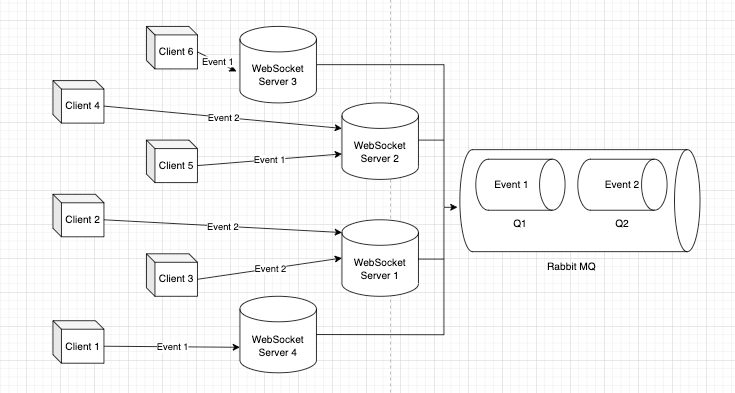 Client 6
Event 1
WebSocket
Server 3
Client 4
Event 2
WebSocket
Server 2
Client 5
Event 1
Event 1
Event 2
Q1
Q2
Rabbit MQ
Client 2
Event 2
WebSocket
Server 1
Client 3
Event 2
WebSocket
Server 4
Client 1
Event 1